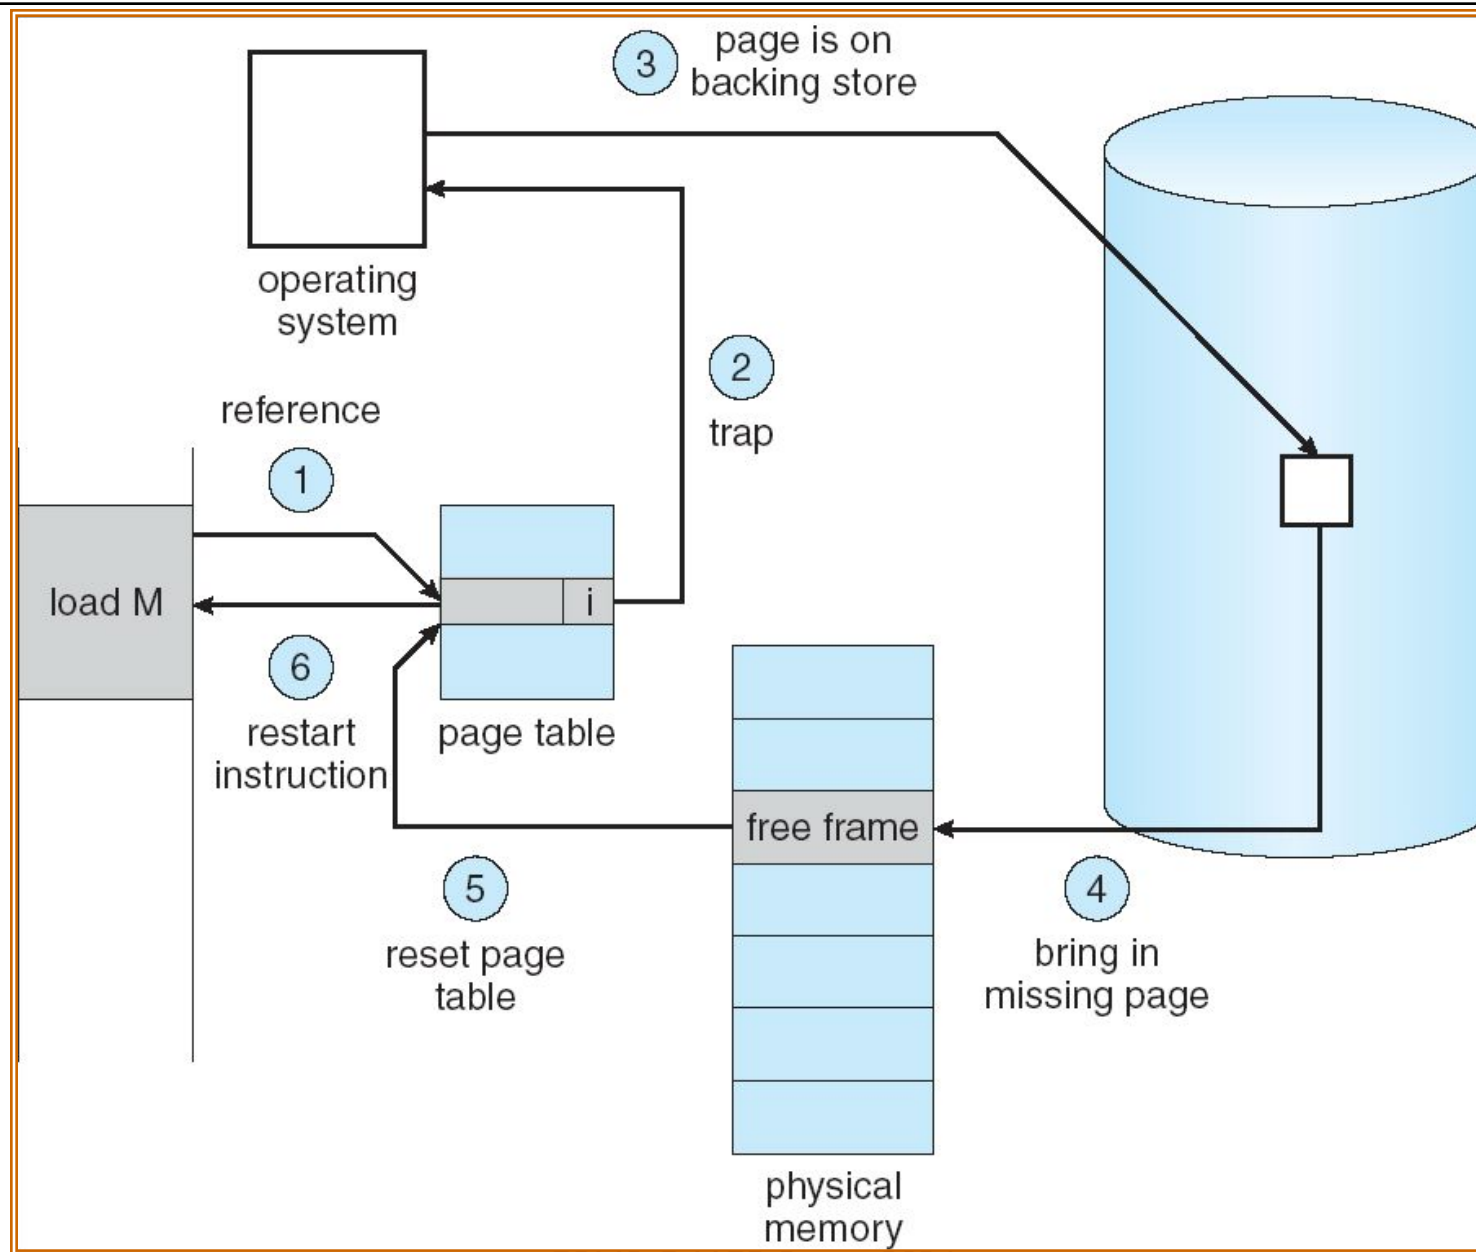 3
page is on
backing store
operating
system
2
trap
reference
1
load M
i
6
restart
instruction
page table
free frame
5
reset page
table
4
bring in
missing page
physical
memory